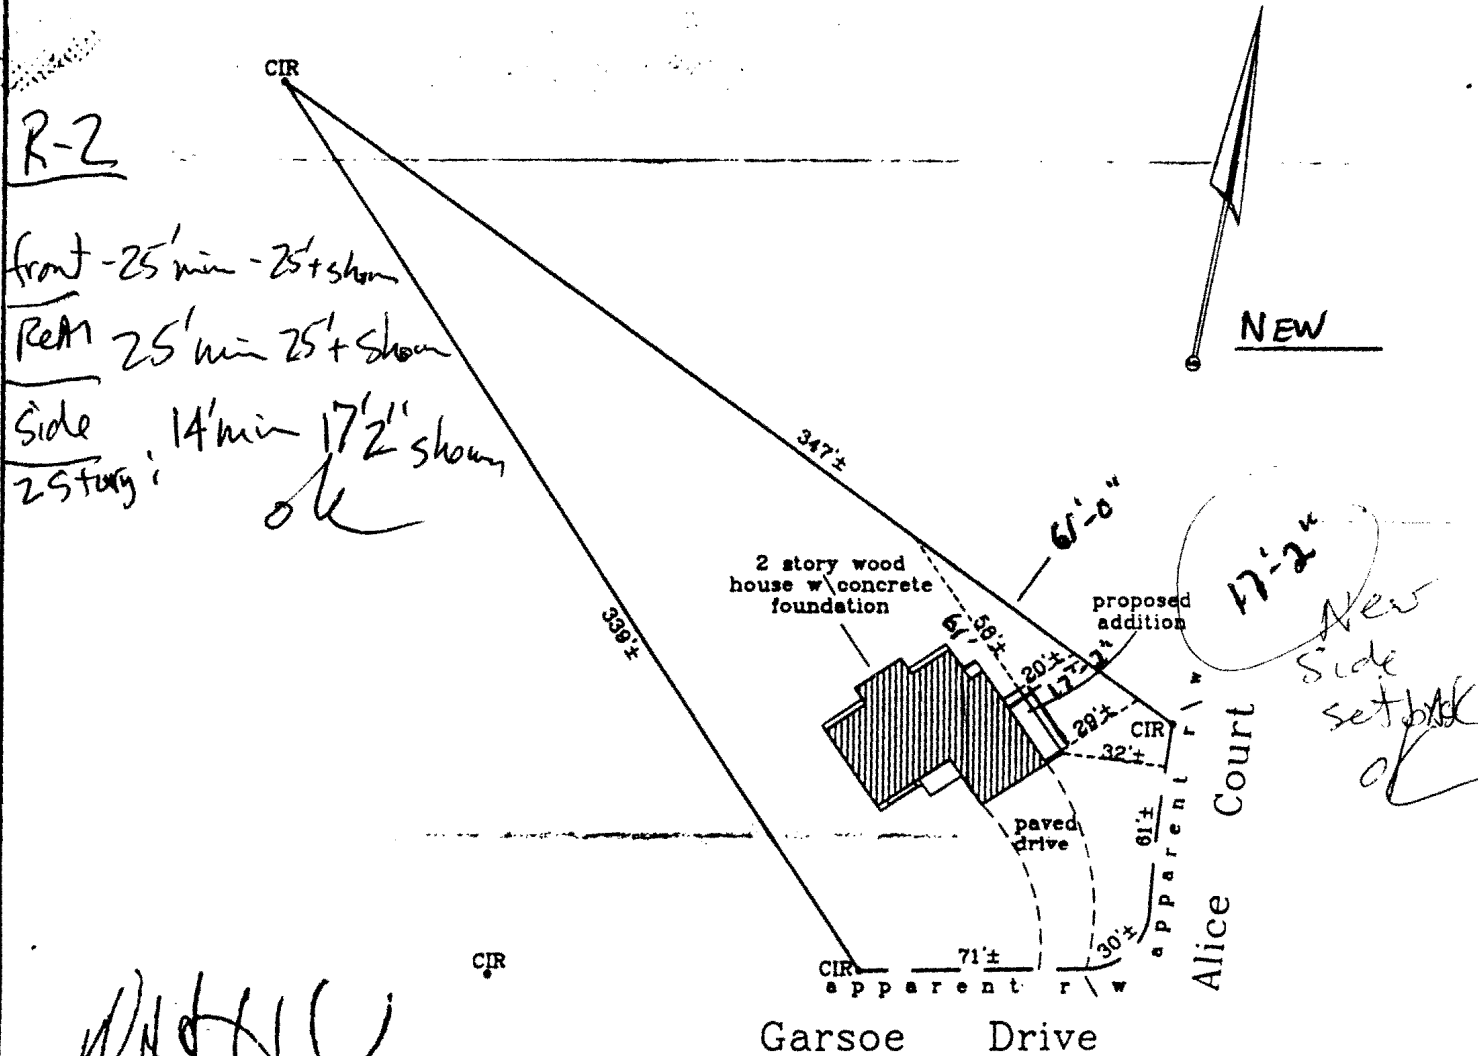 CIR
R-2
front - 25' min - 25'+ shown
Rear 25' min 25'+ shown
Side 14' min 17'2" shown
2 Story:
ok
NEW
347'±
61'-0"
17'-2"
New
side
setback
ok
2 story wood
house w\concrete
foundation
proposed
addition
339'±
58'±
61'
20'±
17'-2"
29'±
32'±
CIR
r\w
apparent
61'±
Alice Court
paved
drive
30'±
71'±
CIR
CIR
apparent r\w
Garsoe Drive